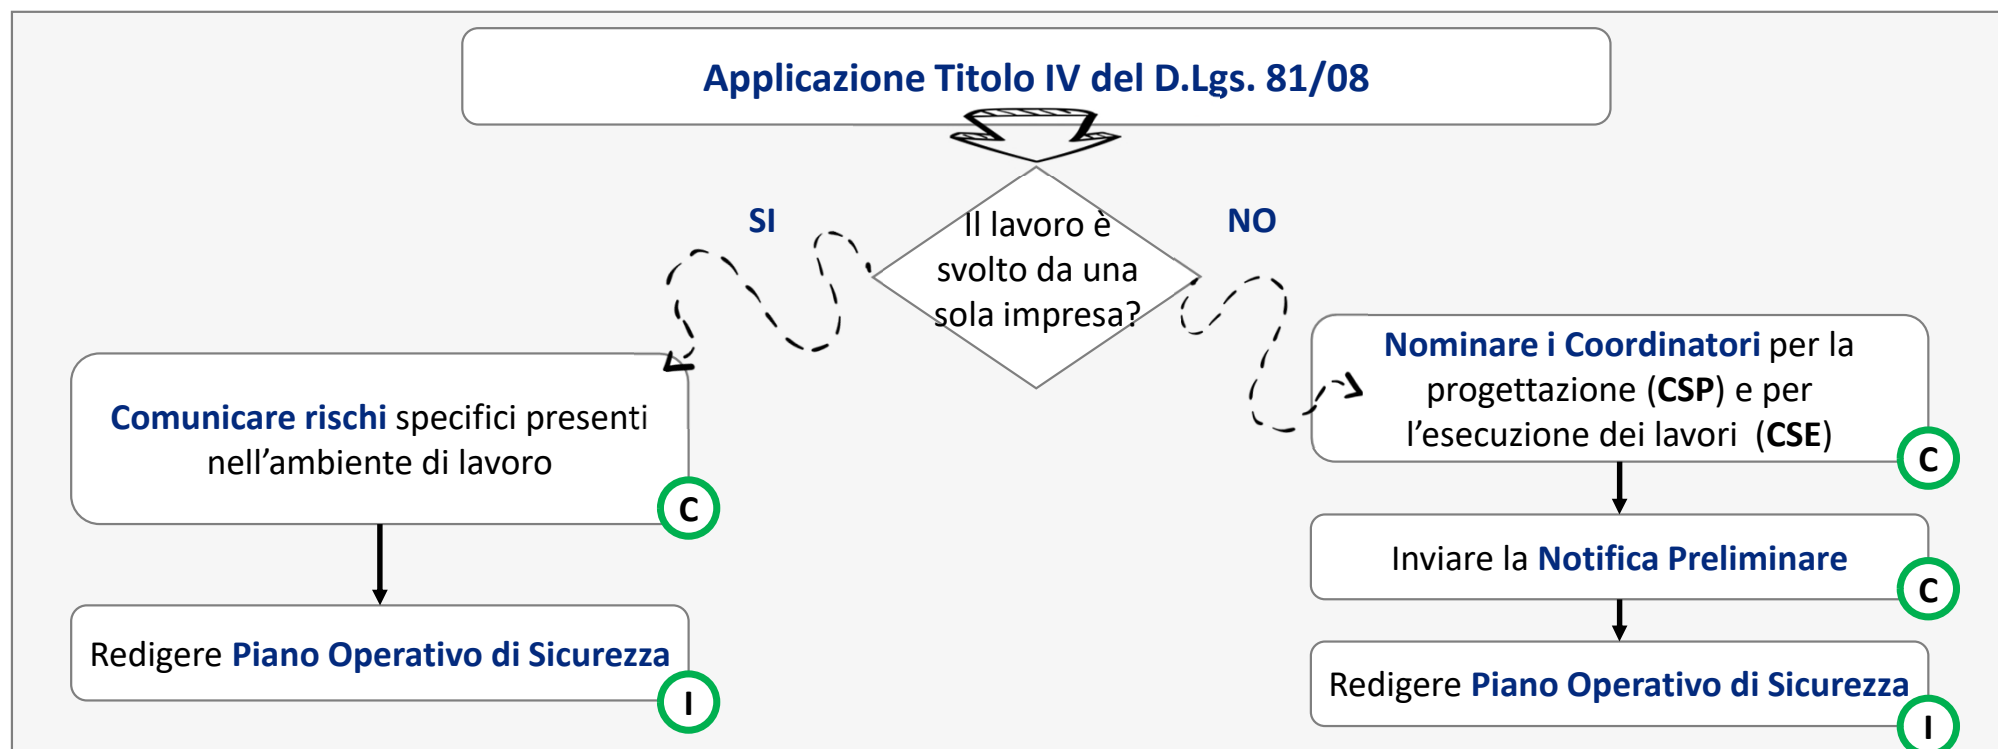 Applicazione Titolo IV del D.Lgs. 81/08
SI
NO
Il lavoro è
svolto da una
sola impresa?
Comunicare rischi specifici presenti
nell'ambiente di lavoro
C
Redigere Piano Operativo di Sicurezza
I
Nominare i Coordinatori per la
progettazione (CSP) e per
l'esecuzione dei lavori (CSE)
C
Inviare la Notifica Preliminare
C
Redigere Piano Operativo di Sicurezza
I